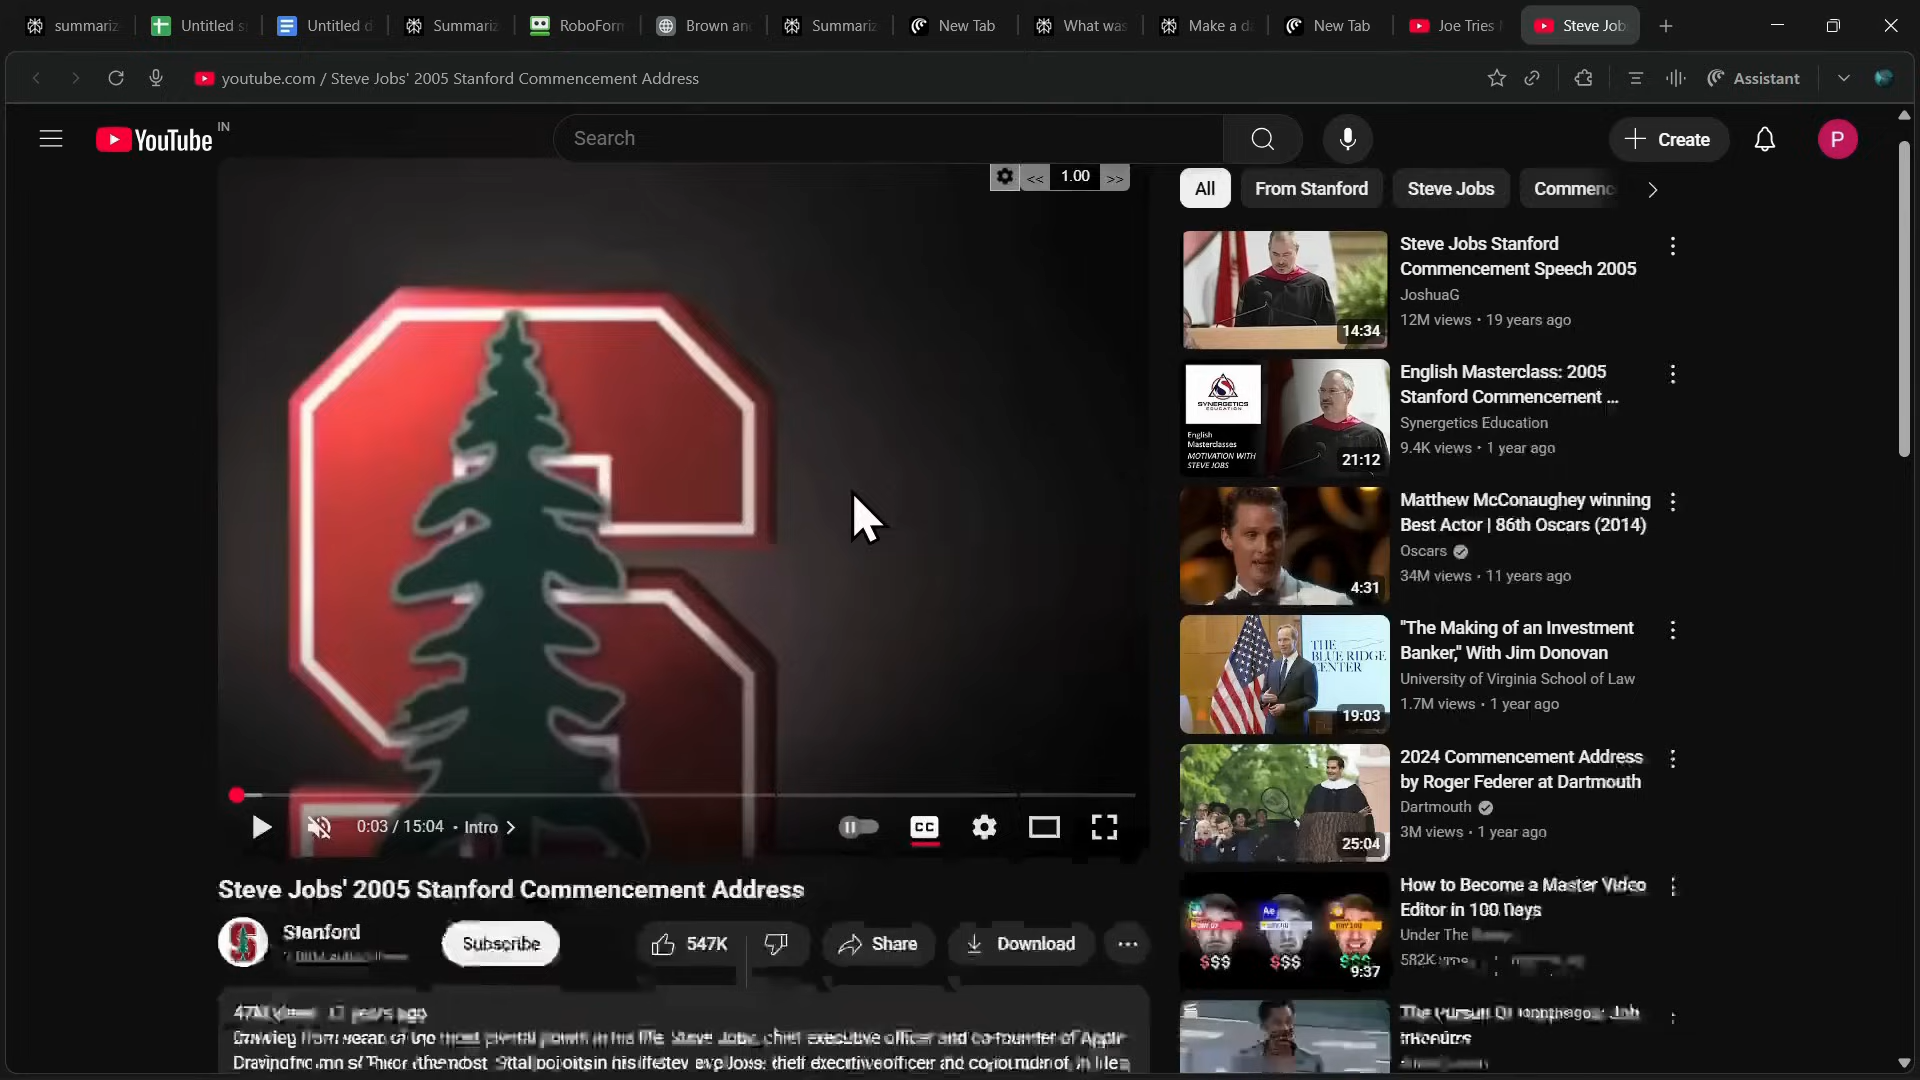 summariz
Untitled s
Untitled d
Summariz
RoboForm
Brown an
Summariz
New Tab
What was
Make a d
New Tab
Joe Tries
Steve Job
youtube.com / Steve Jobs' 2005 Stanford Commencement Address
Assistant
YouTube IN
Search
Create
P
<< 1.00 >>
0:03 / 15:04 • Intro
CC
Steve Jobs' 2005 Stanford Commencement Address
Stanford
Subscribe
547K
Share
Download
All
From Stanford
Steve Jobs
Commenc
Steve Jobs Stanford
Commencement Speech 2005
JoshuaG
12M views • 19 years ago
14:34
SYNERGETICS
EDUCATION
English
Masterclasses
MOTIVATION WITH
STEVE JOBS
21:12
English Masterclass: 2005
Stanford Commencement ...
Synergetics Education
9.4K views • 1 year ago
4:31
Matthew McConaughey winning
Best Actor | 86th Oscars (2014)
Oscars
34M views • 11 years ago
THE
BLUE RIDGE
CENTER
19:03
"The Making of an Investment
Banker," With Jim Donovan
University of Virginia School of Law
1.7M views • 1 year ago
25:04
2024 Commencement Address
by Roger Federer at Dartmouth
Dartmouth
3M views • 1 year ago
Ae
$$$
$$$
$$$
9:37
How to Become a Master Video
Editor in 100 Days
Under The
582K